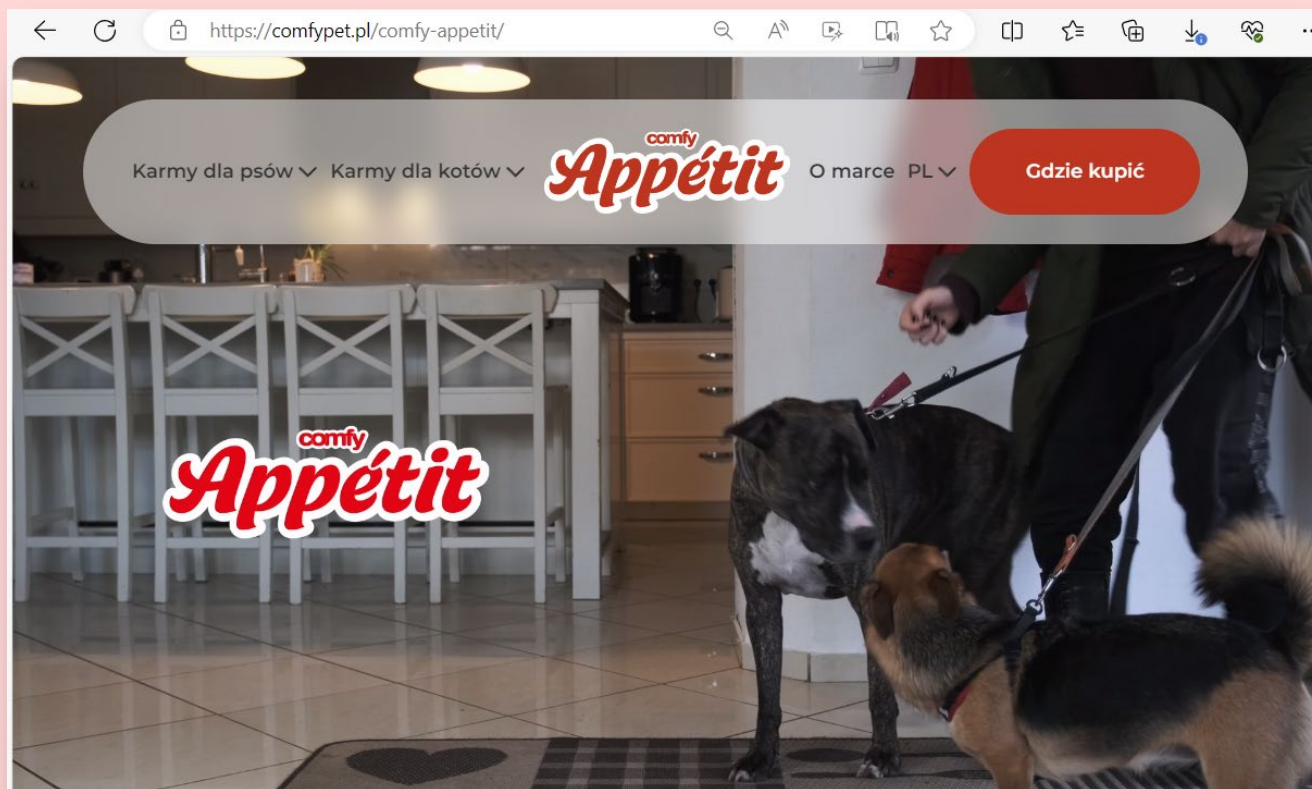 https://comfypet.pl/comfy-appetit/
Karmy dla psów Karmy dla kotów comfy Appétit O marce PL Gdzie kupić
comfy
Appétit